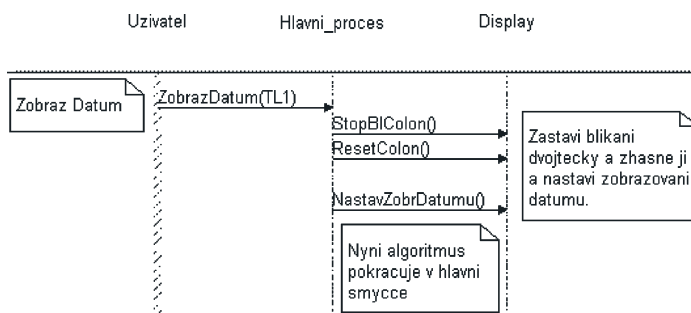 Uzivatel Hlavni_proces Display
Zobraz Datum
ZobrazDatum(TL1)
StopBlColon()
ResetColon()
Zastavi blikani
dvojtecky a zhasne ji
a nastavi zobrazovani
datumu.
NastavZobrDatumu()
Nyni algoritmus
pokracuje v hlavni
smycce